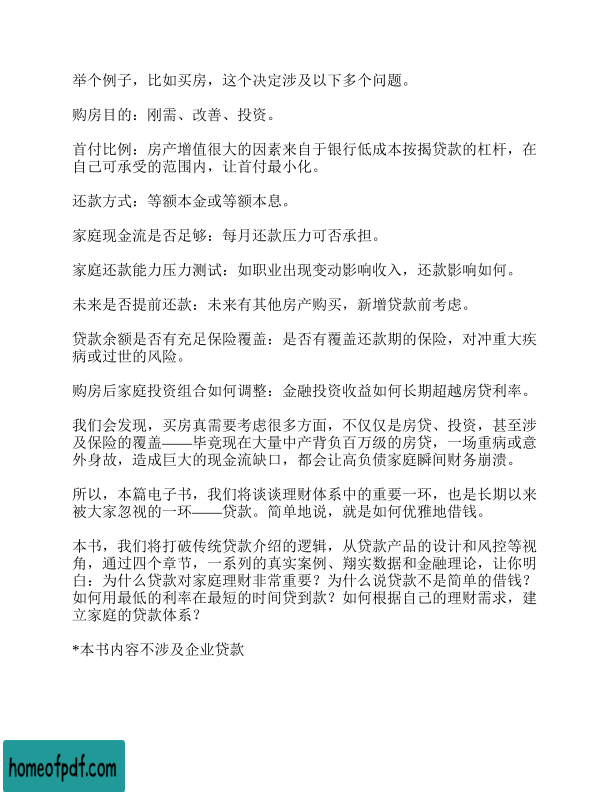 举个例子，比如买房，这个决定涉及以下多个问题。
购房目的：刚需、改善、投资。
首付比例：房产增值很大的因素来自于银行低成本按揭贷款的杠杆，在
自己可承受的范围内，让首付最小化。
还款方式：等额本金或等额本息。
家庭现金流是否足够：每月还款压力可否承担。
家庭还款能力压力测试：如职业出现变动影响收入，还款影响如何。
未来是否提前还款：未来有其他房产购买，新增贷款前考虑。
贷款余额是否有充足保险覆盖：是否有覆盖还款期的保险，对冲重大疾
病或过世的风险。
购房后家庭投资组合如何调整：金融投资收益如何长期超越房贷利率。
我们会发现，买房真需要考虑很多方面，不仅仅是房贷、投资，甚至涉
及保险的覆盖——毕竟现在大量中产背负百万级的房贷，一场重病或意
外身故，造成巨大的现金流缺口，都会让高负债家庭瞬间财务崩溃。
所以，本篇电子书，我们将谈谈理财体系中的重要一环，也是长期以来
被大家忽视的一环——贷款。简单地说，就是如何优雅地借钱。
本书，我们将打破传统贷款介绍的逻辑，从贷款产品的设计和风控等视
角，通过四个章节，一系列的真实案例、翔实数据和金融理论，让你明
白：为什么贷款对家庭理财非常重要？为什么说贷款不是简单的借钱？
如何用最低的利率在最短的时间贷到款？如何根据自己的理财需求，建
立家庭的贷款体系？
*本书内容不涉及企业贷款
homeofpdf.com